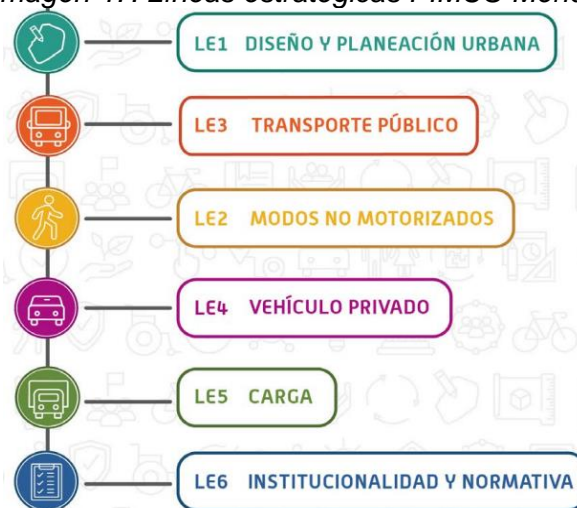 LE1 DISEÑO Y PLANEACIÓN URBANA
LE3 TRANSPORTE PÚBLICO
LE2 MODOS NO MOTORIZADOS
LE4 VEHÍCULO PRIVADO
LE5 CARGA
LE6 INSTITUCIONALIDAD Y NORMATIVA